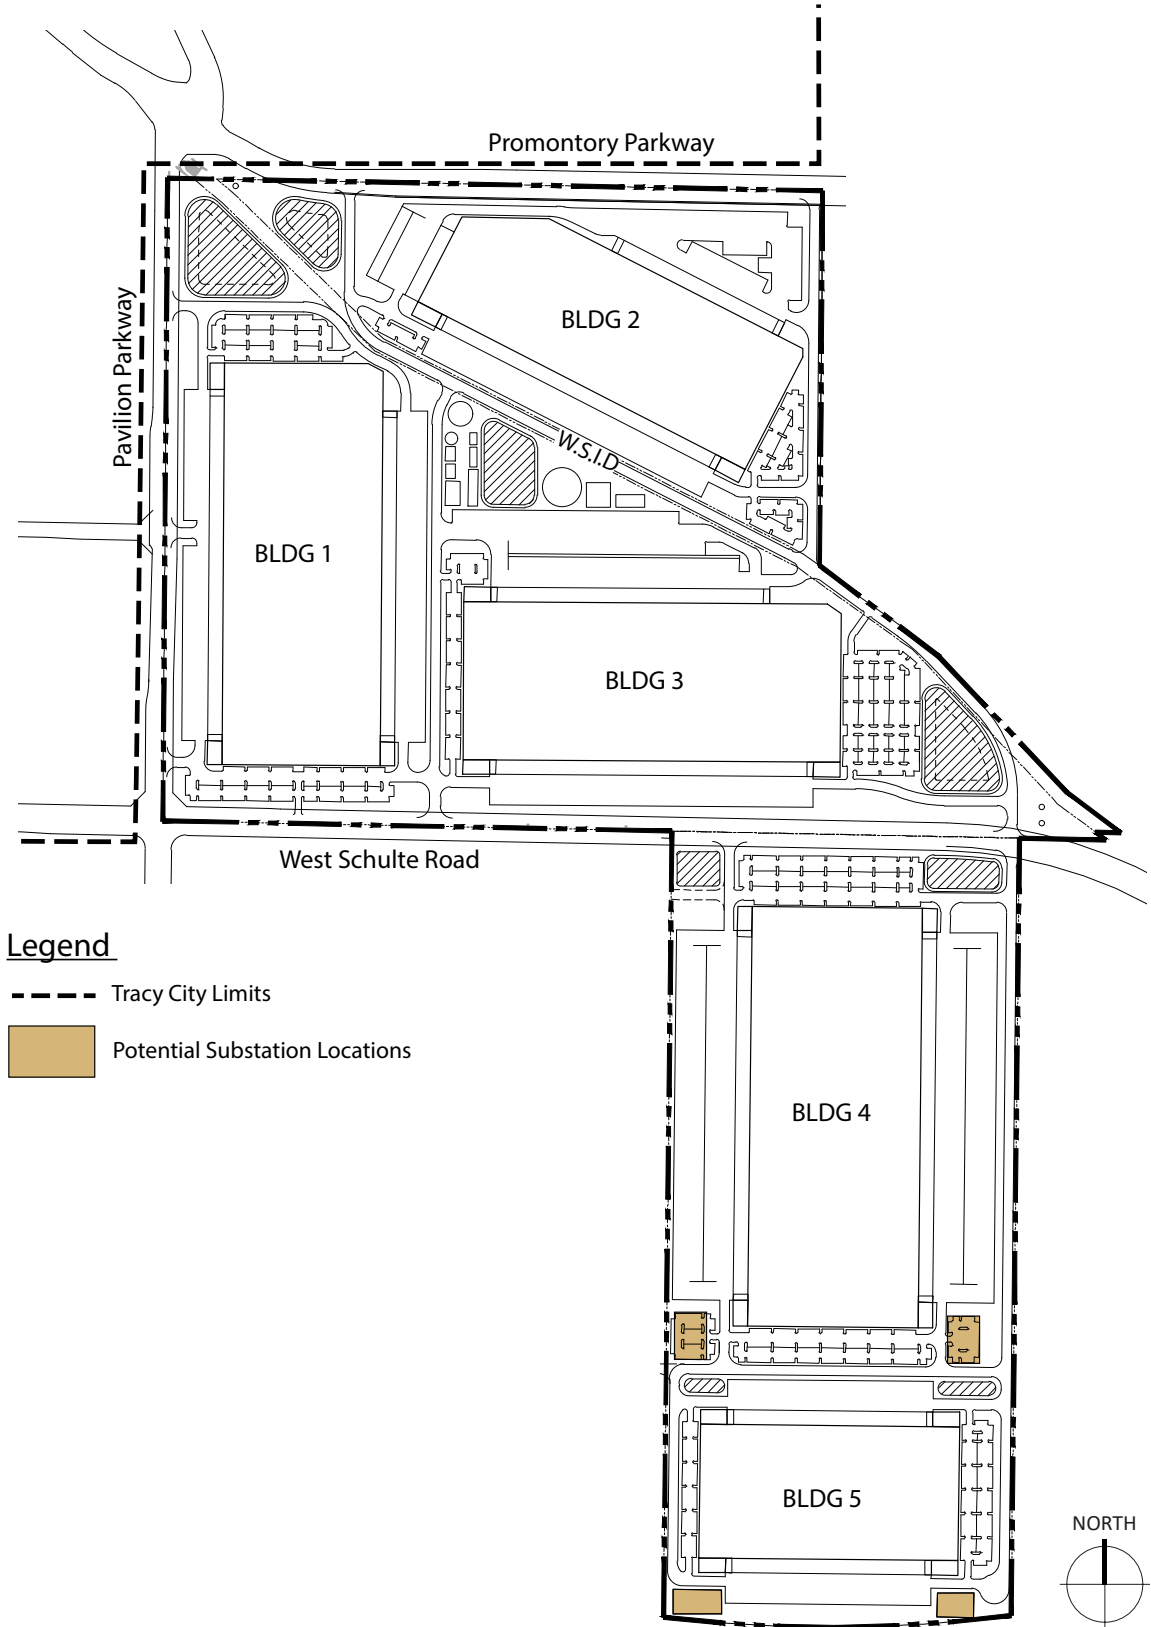 Promontory Parkway
Pavilion Parkway
BLDG 2
W.S.I.D
BLDG 1
BLDG 3
West Schulte Road
Legend
Tracy City Limits
Potential Substation Locations
BLDG 4
BLDG 5
NORTH